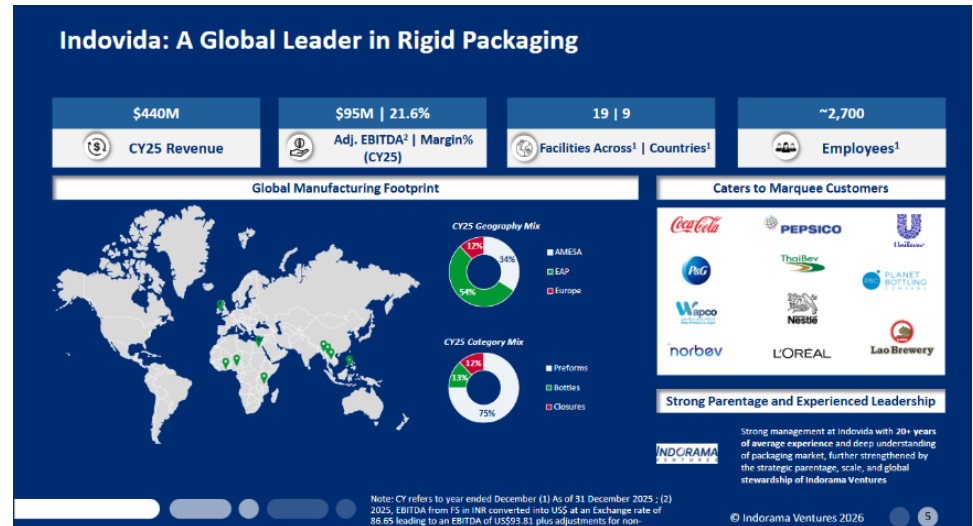 Indovida: A Global Leader in Rigid Packaging
$440M
CY25 Revenue
$95M | 21.6%
Adj. EBITDA² | Margin%
(CY25)
19 | 9
Facilities Across¹ | Countries¹
~2,700
Employees¹
Global Manufacturing Footprint
CY25 Geography Mix
12%
34%
54%
AMESA
EAP
Europe
CY25 Category Mix
12%
13%
75%
Preforms
Bottles
Closures
Caters to Marquee Customers
Coca-Cola
PEPSICO
Unilever
P&G
ThaiBev
PBC
PLANET
BOTTLING
COMPANY
Wapco
Nestlé
norbev
L'ORÉAL
Lao Brewery
Strong Parentage and Experienced Leadership
INDORAMA
VENTURES
Strong management at Indovida with 20+ years
of average experience and deep understanding
of packaging market, further strengthened by
the strategic parentage, scale, and global
stewardship of Indorama Ventures
Note: CY refers to year ended December (1) As of 31 December 2025 ; (2)
2025, EBITDA from FS in INR converted into US$ at an Exchange rate of
86.65 leading to an EBITDA of US$93.81 plus adjustments for non-
© Indorama Ventures 2026
5